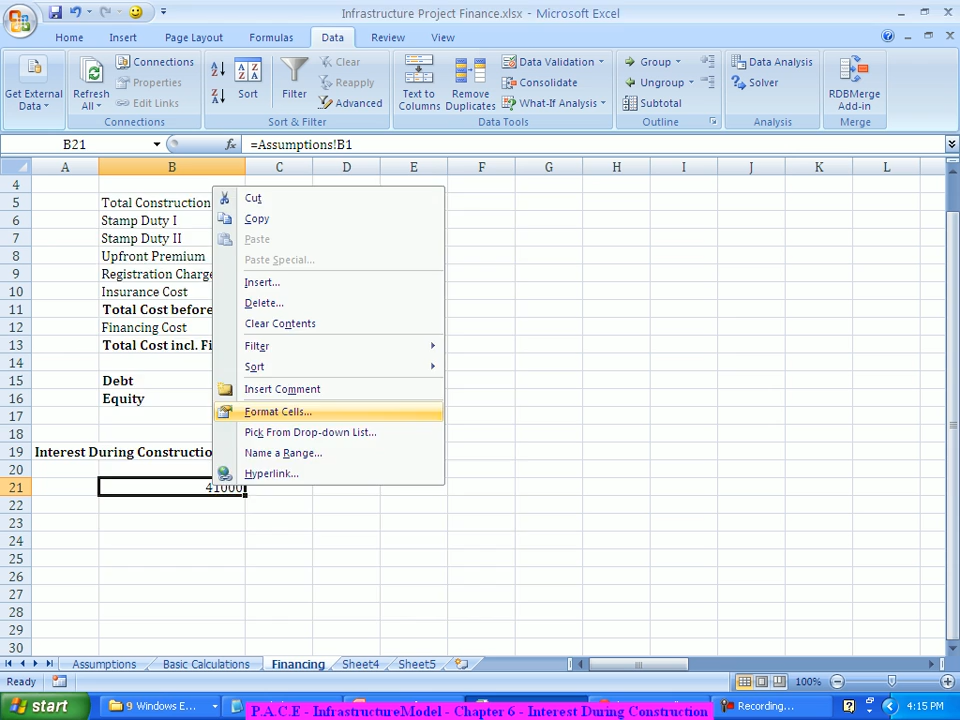 Infrastructure Project Finance.xlsx - Microsoft Excel
Home Insert Page Layout Formulas Data Review View
Get External Data
Refresh All
Connections
Properties
Edit Links
Connections
Sort
Filter
Clear
Reapply
Advanced
Sort & Filter
Text to Columns
Remove Duplicates
Data Validation
Consolidate
What-If Analysis
Data Tools
Group
Ungroup
Subtotal
Outline
Data Analysis
Solver
Analysis
RDBMerge Add-in
Merge
B21 fx =Assumptions!B1
A B C D E F G H I J K L
4
5 Total Construction
6 Stamp Duty I
7 Stamp Duty II
8 Upfront Premium
9 Registration Charge
10 Insurance Cost
11 Total Cost before
12 Financing Cost
13 Total Cost incl. Fi
14
15 Debt
16 Equity
17
18
19 Interest During Constructio
20
21 41000
22
23
24
25
26
27
28
29
30
Cut
Copy
Paste
Paste Special...
Insert...
Delete...
Clear Contents
Filter
Sort
Insert Comment
Format Cells...
Pick From Drop-down List...
Name a Range...
Hyperlink...
Assumptions Basic Calculations Financing Sheet4 Sheet5
Ready 100%
start 9 Windows E... Recording... 4:15 PM
P.A.C.E - InfrastructureModel - Chapter 6 - Interest During Construction